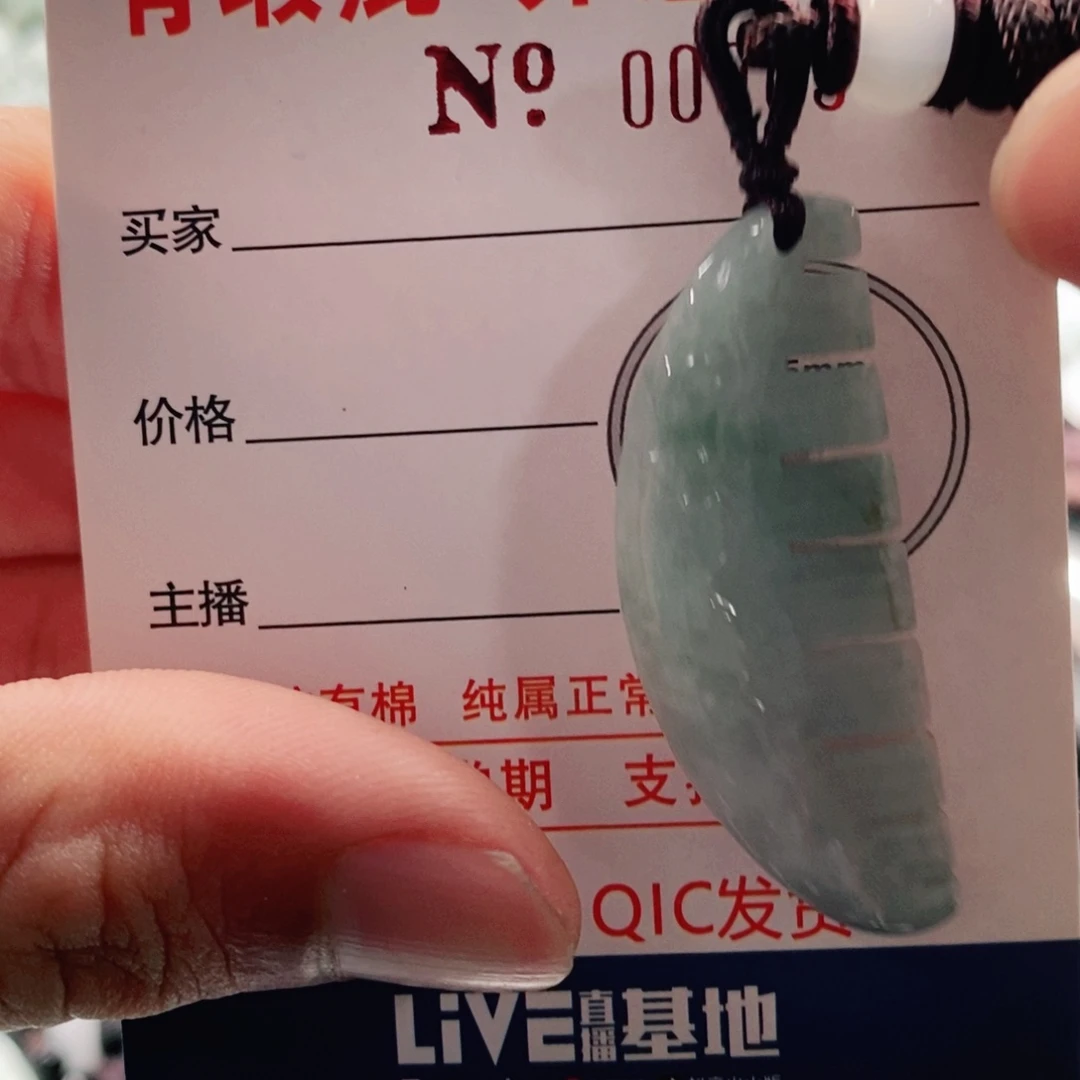 No. 00
买家
价格
5mm
主播
有棉 纯属正常
期 支
QIC发货
LiVE直播基地